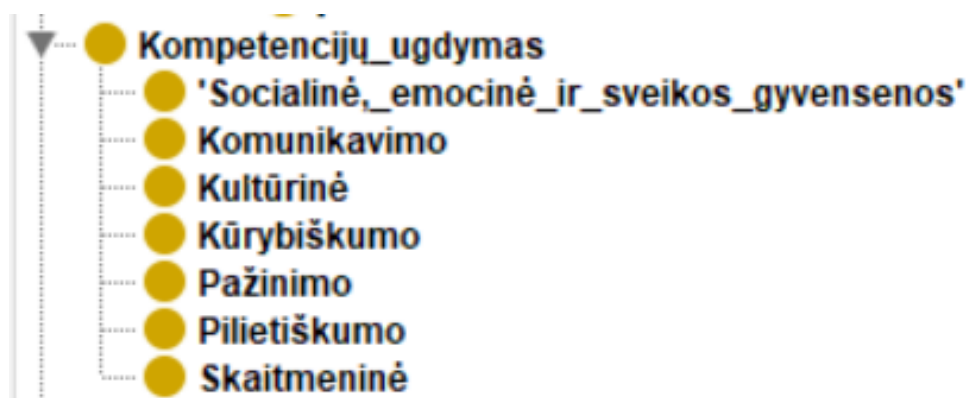 Kompetencijų_ugdymas
'Socialinė,_emocinė_ir_sveikos_gyvensenos'
Komunikavimo
Kultūrinė
Kūrybiškumo
Pažinimo
Pilietiškumo
Skaitmeninė